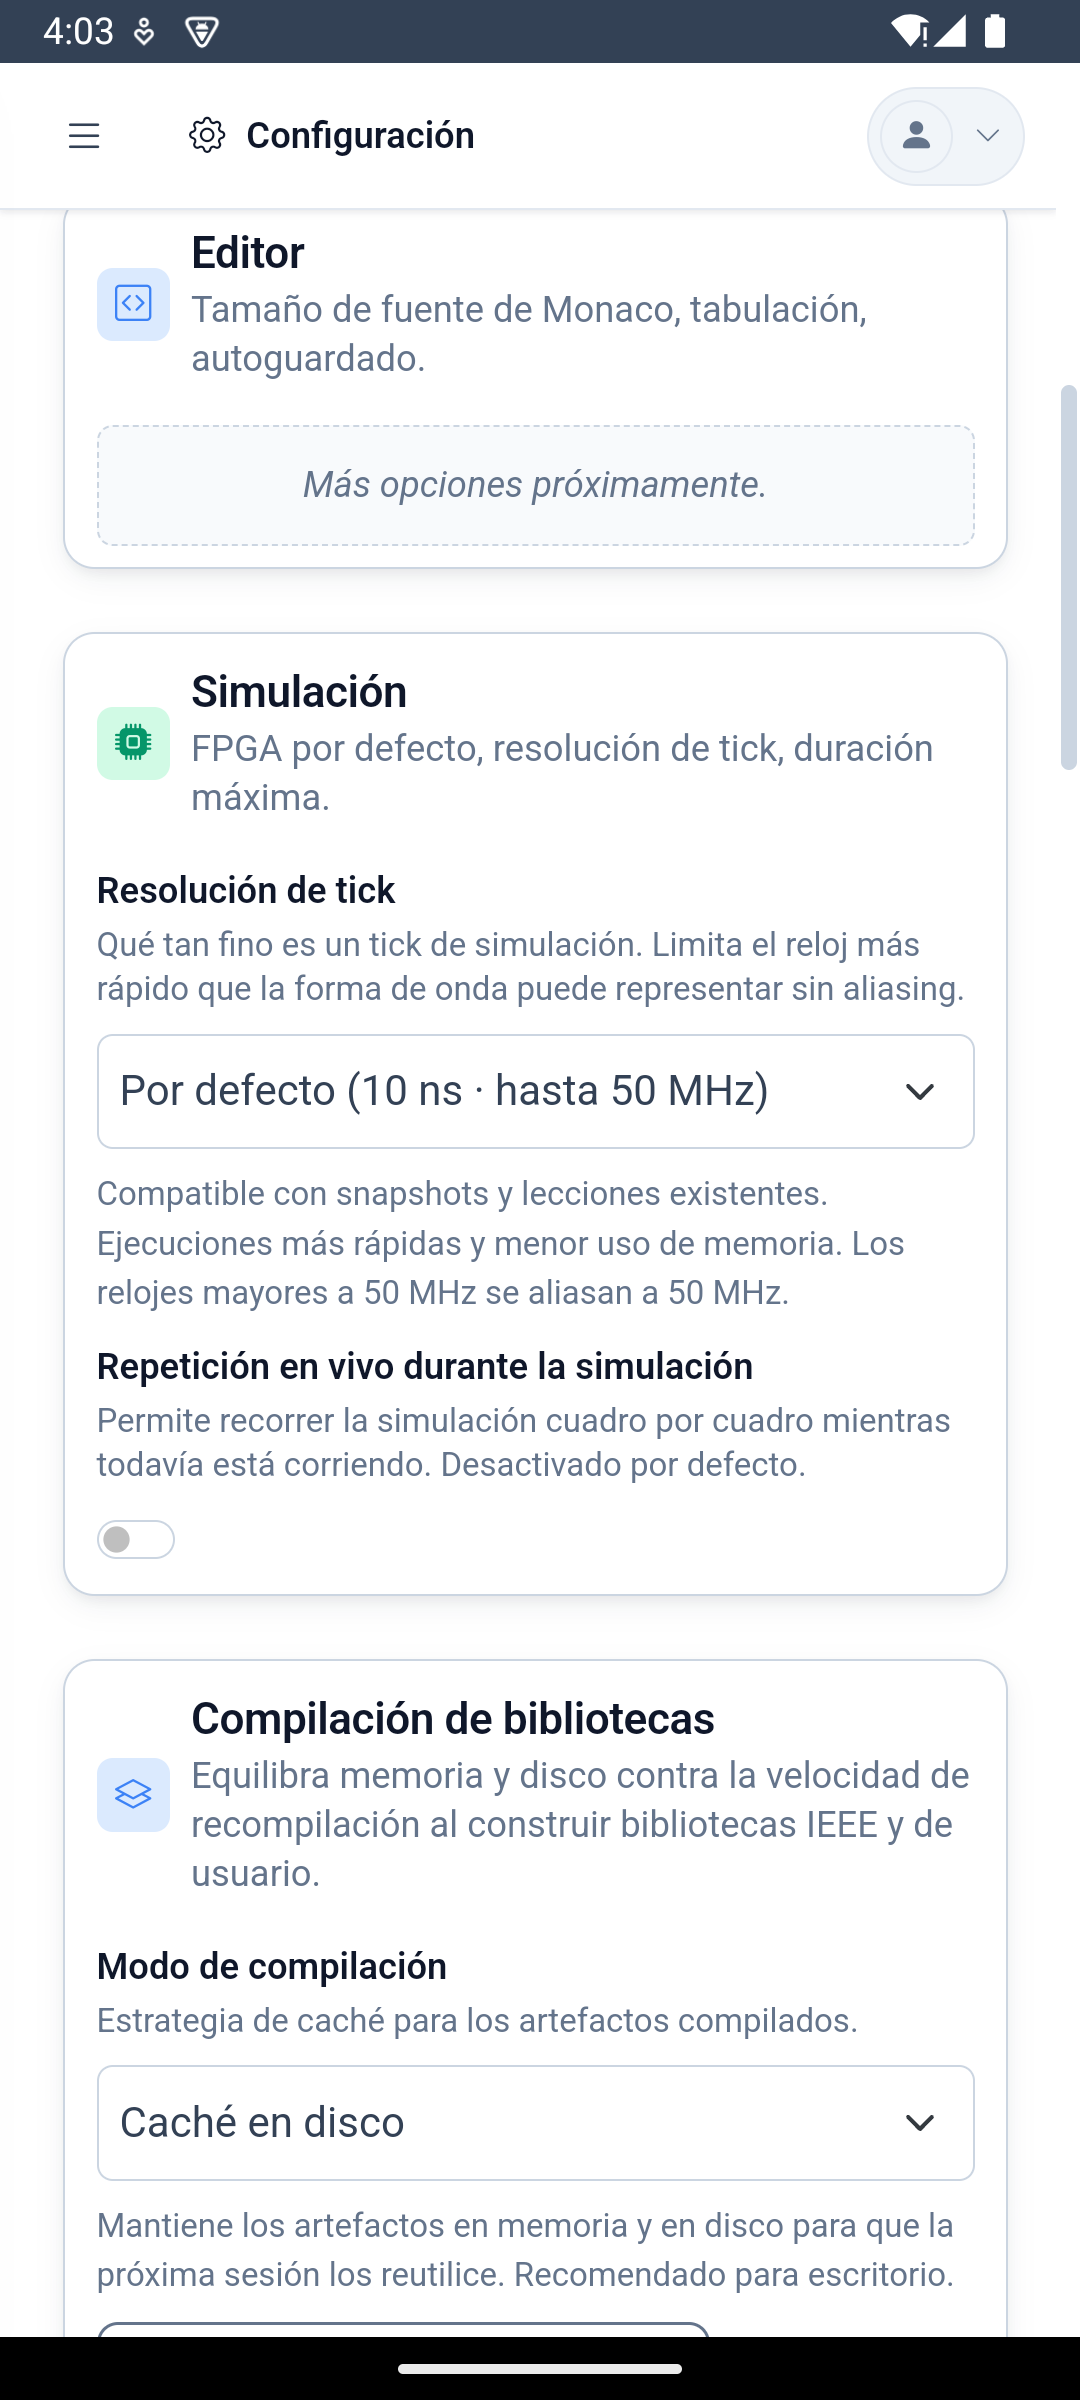 4:03
Configuración
Editor
Tamaño de fuente de Monaco, tabulación,
autoguardado.
Más opciones próximamente.
Simulación
FPGA por defecto, resolución de tick, duración
máxima.
Resolución de tick
Qué tan fino es un tick de simulación. Limita el reloj más
rápido que la forma de onda puede representar sin aliasing.
Por defecto (10 ns · hasta 50 MHz)
Compatible con snapshots y lecciones existentes.
Ejecuciones más rápidas y menor uso de memoria. Los
relojes mayores a 50 MHz se aliasan a 50 MHz.
Repetición en vivo durante la simulación
Permite recorrer la simulación cuadro por cuadro mientras
todavía está corriendo. Desactivado por defecto.
Compilación de bibliotecas
Equilibra memoria y disco contra la velocidad de
recompilación al construir bibliotecas IEEE y de
usuario.
Modo de compilación
Estrategia de caché para los artefactos compilados.
Caché en disco
Mantiene los artefactos en memoria y en disco para que la
próxima sesión los reutilice. Recomendado para escritorio.